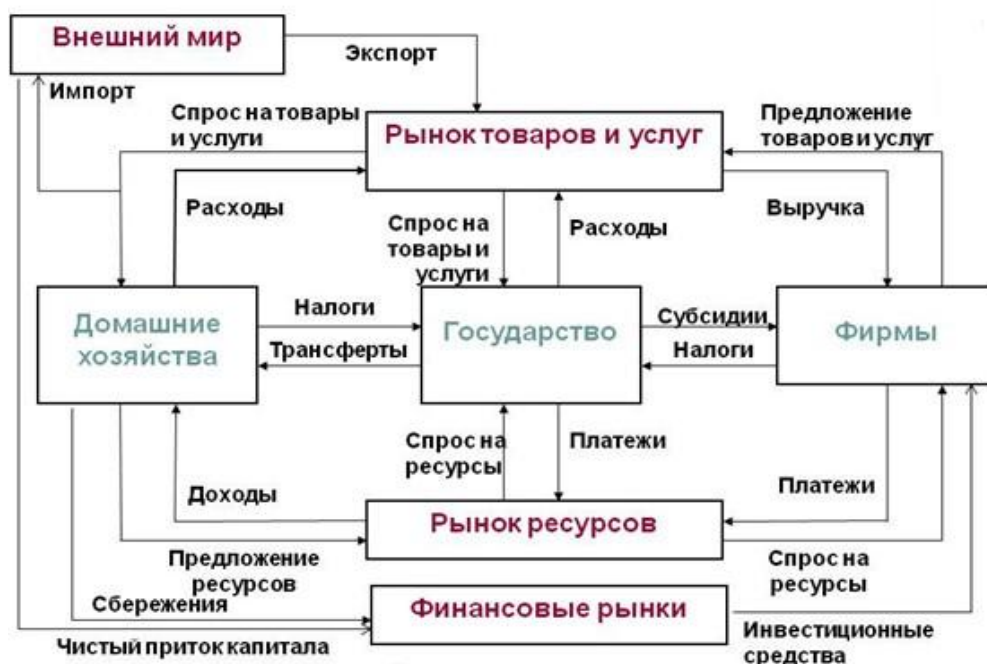 Внешний мир
Экспорт
Импорт
Спрос на товары
и услуги
Рынок товаров и услуг
Предложение
товаров и услуг
Расходы
Спрос на
товары и
услуги
Расходы
Выручка
Домашние
хозяйства
Налоги
Трансферты
Государство
Субсидии
Налоги
Фирмы
Спрос на
ресурсы
Платежи
Доходы
Платежи
Рынок ресурсов
Предложение
ресурсов
Спрос на
ресурсы
Сбережения
Финансовые рынки
Чистый приток капитала
Инвестиционные
средства